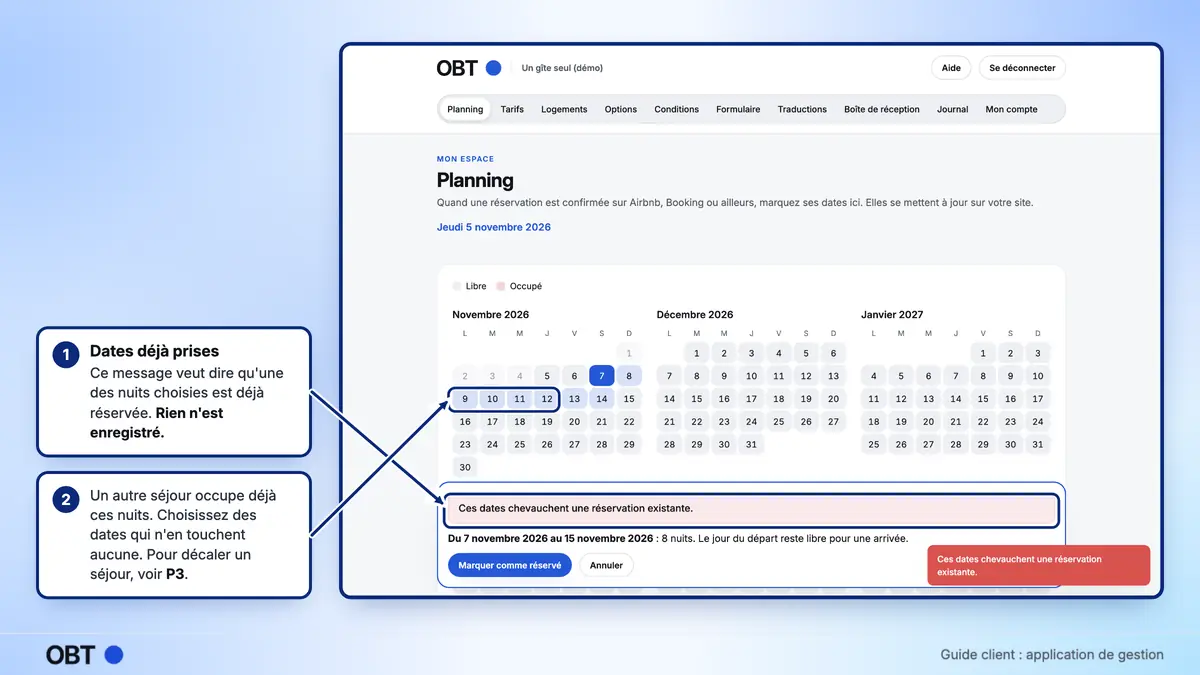 OBT
Un gîte seul (démo)
Aide
Se déconnecter
Planning
Tarifs
Logements
Options
Conditions
Formulaire
Traductions
Boîte de réception
Journal
Mon compte
MON ESPACE
Planning
Quand une réservation est confirmée sur Airbnb, Booking ou ailleurs, marquez ses dates ici. Elles se mettent à jour sur votre site.
Jeudi 5 novembre 2026
Libre
Occupé
Novembre 2026
L M M J V S D
1
2 3 4 5 6 7 8
9 10 11 12 13 14 15
16 17 18 19 20 21 22
23 24 25 26 27 28 29
30
Décembre 2026
L M M J V S D
1 2 3 4 5 6
7 8 9 10 11 12 13
14 15 16 17 18 19 20
21 22 23 24 25 26 27
28 29 30 31
Janvier 2027
L M M J V S D
1 2 3
4 5 6 7 8 9 10
11 12 13 14 15 16 17
18 19 20 21 22 23 24
25 26 27 28 29 30 31
Ces dates chevauchent une réservation existante.
Du 7 novembre 2026 au 15 novembre 2026 : 8 nuits. Le jour du départ reste libre pour une arrivée.
Marquer comme réservé
Annuler
Ces dates chevauchent une réservation
existante.
1
Dates déjà prises
Ce message veut dire qu'une
des nuits choisies est déjà
réservée. Rien n'est
enregistré.
2
Un autre séjour occupe déjà
ces nuits. Choisissez des
dates qui n'en touchent
aucune. Pour décaler un
séjour, voir P3.
OBT
Guide client : application de gestion